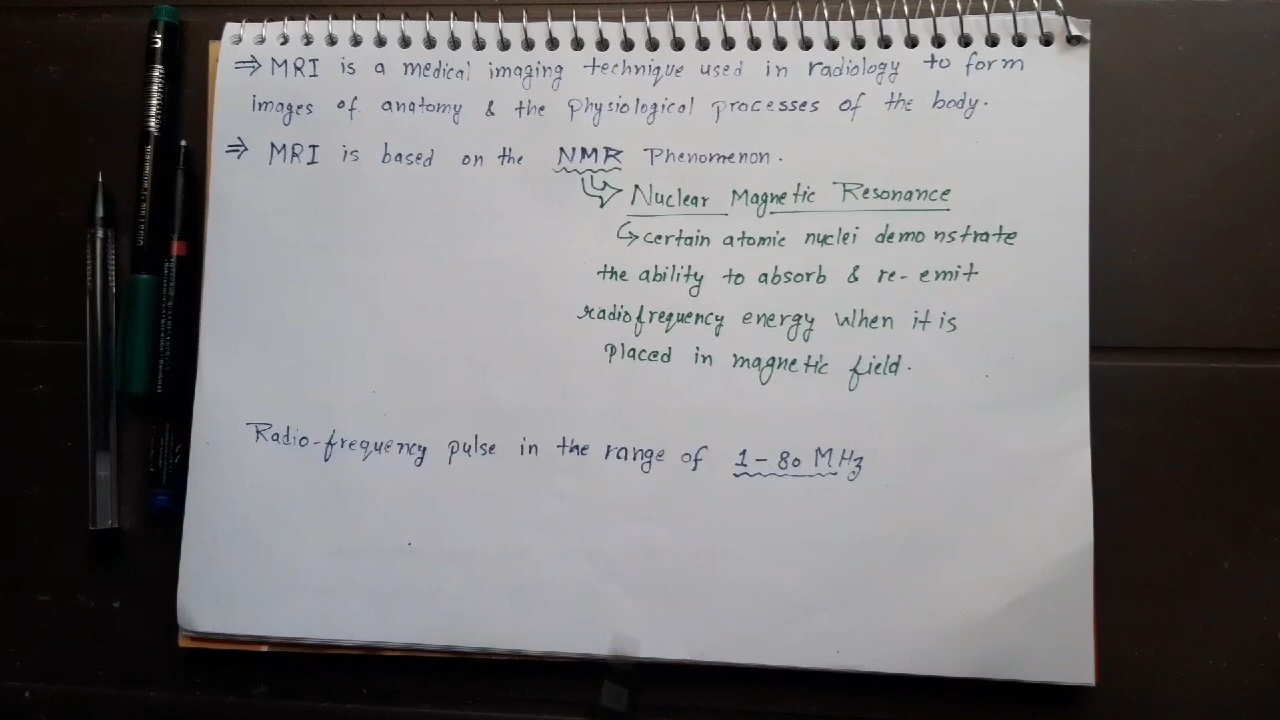 ⇒ MRI is a medical imaging technique used in radiology to form
images of anatomy & the physiological processes of the body.
⇒ MRI is based on the NMR Phenomenon.
↳ Nuclear Magnetic Resonance
↳ certain atomic nuclei demonstrate
the ability to absorb & re-emit
radiofrequency energy when it is
placed in magnetic field.
Radio-frequency pulse in the range of 1-80 MHz